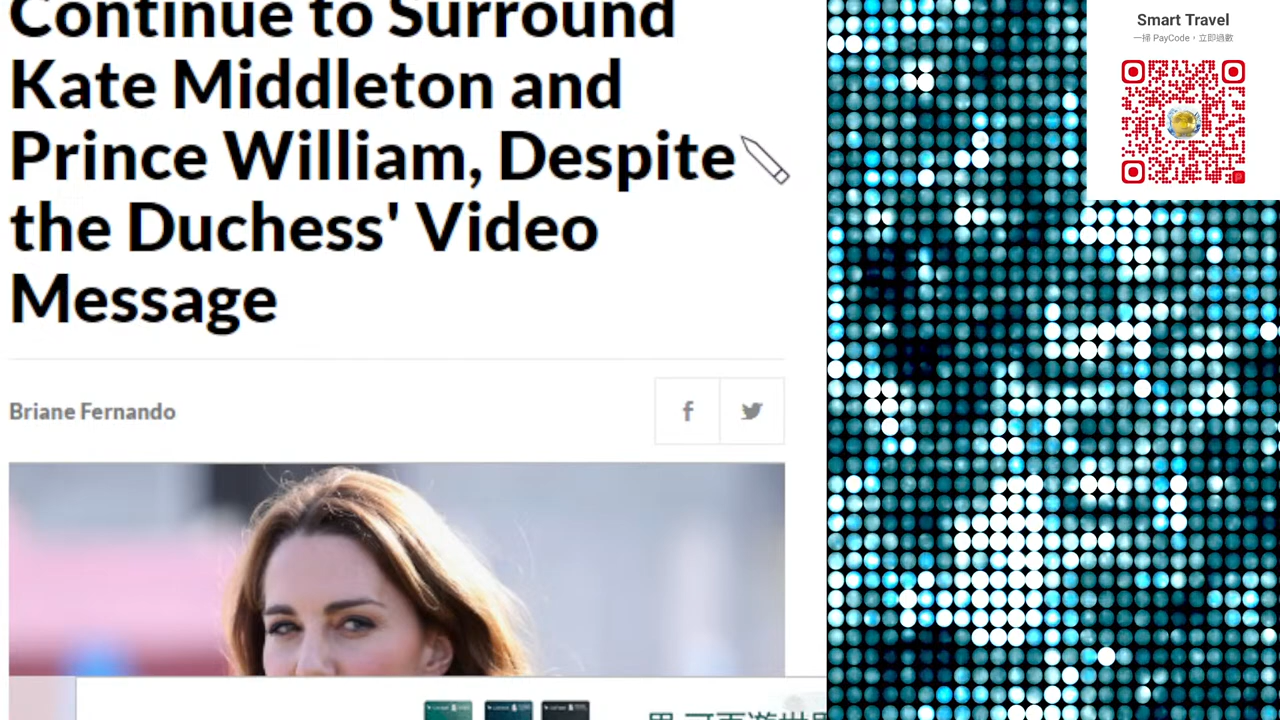 Continue to Surround
Kate Middleton and
Prince William, Despite
the Duchess' Video
Message
Briane Fernando
Smart Travel
一掃 PayCode，立即過數